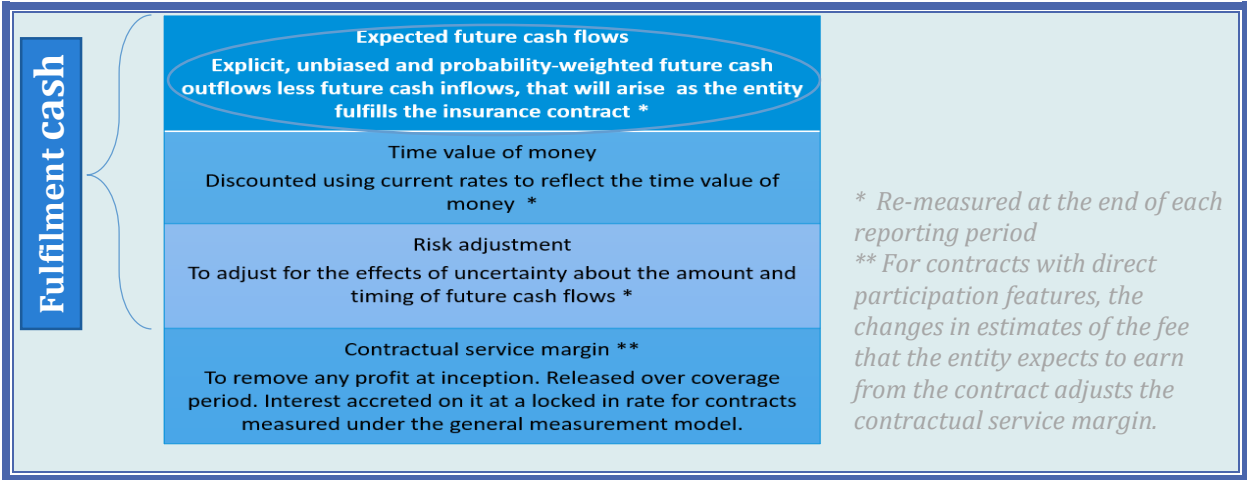 Fulfilment cash
Expected future cash flows
Explicit, unbiased and probability-weighted future cash
outflows less future cash inflows, that will arise as the entity
fulfills the insurance contract *
Time value of money
Discounted using current rates to reflect the time value of
money *
Risk adjustment
To adjust for the effects of uncertainty about the amount and
timing of future cash flows *
Contractual service margin **
To remove any profit at inception. Released over coverage
period. Interest accreted on it at a locked in rate for contracts
measured under the general measurement model.
* Re-measured at the end of each
reporting period
** For contracts with direct
participation features, the
changes in estimates of the fee
that the entity expects to earn
from the contract adjusts the
contractual service margin.